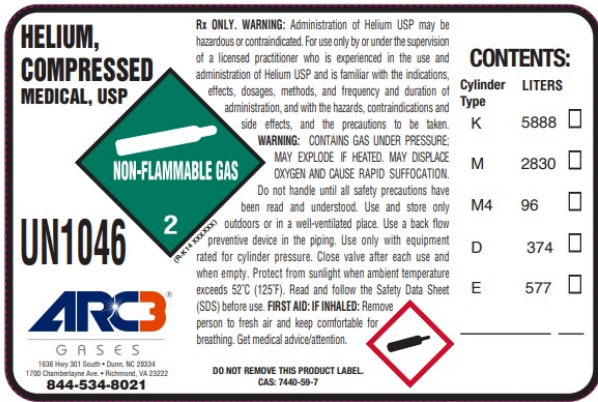 HELIUM,
COMPRESSED
MEDICAL, USP
NON-FLAMMABLE GAS
2
(R-K14 XXXXXX)
UN1046
ARC3®
GASES
1636 Hwy 301 South • Dunn, NC 28334
1700 Chamberlayne Ave. • Richmond, VA 23222
844-534-8021
Rx ONLY. WARNING: Administration of Helium USP may be
hazardous or contraindicated. For use only by or under the supervision
of a licensed practitioner who is experienced in the use and
administration of Helium USP and is familiar with the indications,
effects, dosages, methods, and frequency and duration of
administration, and with the hazards, contraindications and
side effects, and the precautions to be taken.
WARNING: CONTAINS GAS UNDER PRESSURE;
MAY EXPLODE IF HEATED. MAY DISPLACE
OXYGEN AND CAUSE RAPID SUFFOCATION.
Do not handle until all safety precautions have
been read and understood. Use and store only
outdoors or in a well-ventilated place. Use a back flow
preventive device in the piping. Use only with equipment
rated for cylinder pressure. Close valve after each use and
when empty. Protect from sunlight when ambient temperature
exceeds 52˚C (125˚F). Read and follow the Safety Data Sheet
(SDS) before use. FIRST AID: IF INHALED: Remove
person to fresh air and keep comfortable for
breathing. Get medical advice/attention.
DO NOT REMOVE THIS PRODUCT LABEL.
CAS: 7440-59-7
CONTENTS:
Cylinder Type LITERS
K 5888
M 2830
M4 96
D 374
E 577